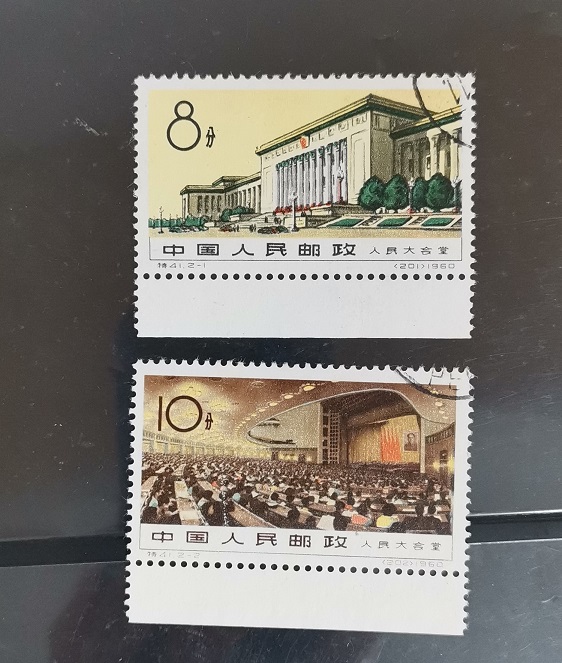 8分
中国人民邮政 人民大会堂
特41.2-1 (201)1960
10分
中国人民邮政 人民大会堂
特41.2-2 (202)1960